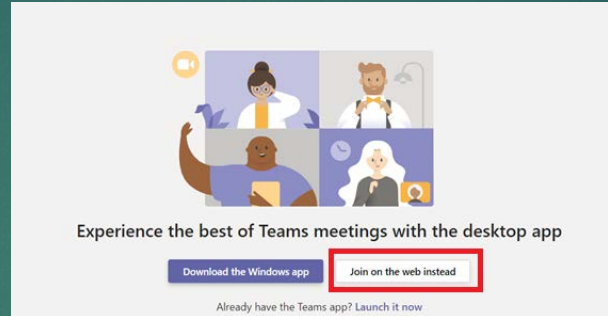 Experience the best of Teams meetings with the desktop app
Download the Windows app
Join on the web instead
Already have the Teams app? Launch it now